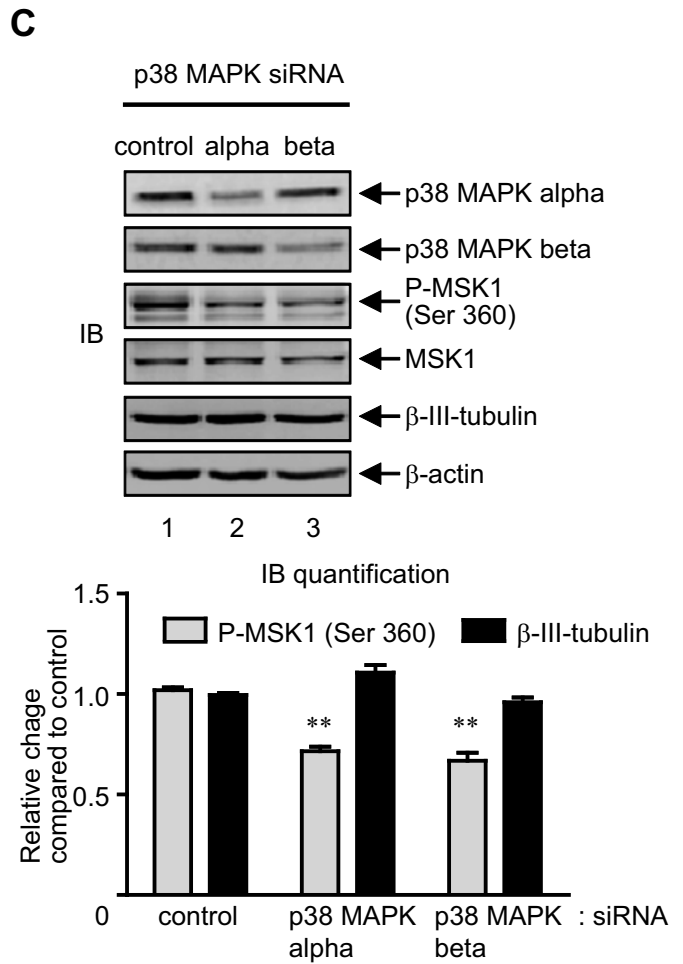 C
p38 MAPK siRNA
control alpha beta
p38 MAPK alpha
p38 MAPK beta
P-MSK1
(Ser 360)
IB
MSK1
β-III-tubulin
β-actin
1 2 3
IB quantification
1.5
P-MSK1 (Ser 360) β-III-tubulin
Relative chage
compared to control
1.0
** **
0.5
0
control p38 MAPK p38 MAPK : siRNA
alpha beta